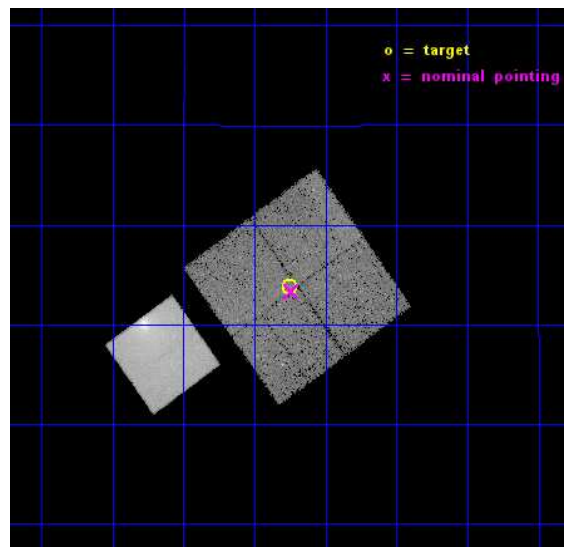 o = target
x = nominal pointing